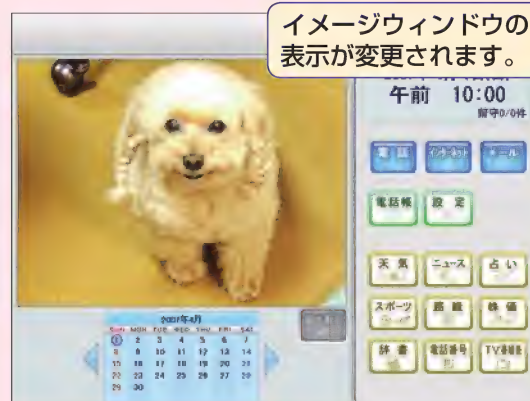 イメージウィンドウの
表示が変更されます。
午前 10:00
留守0/0件
電話 インターネット メール
電話帳 設定
天気 ニュース 占い
スポーツ 路線 株価
辞書 電話番号 TV番組表
2007年4月
SUN MON TUE WED THU FRI SAT
1 2 3 4 5 6 7
8 9 10 11 12 13 14
15 16 17 18 19 20 21
22 23 24 25 26 27 28
29 30